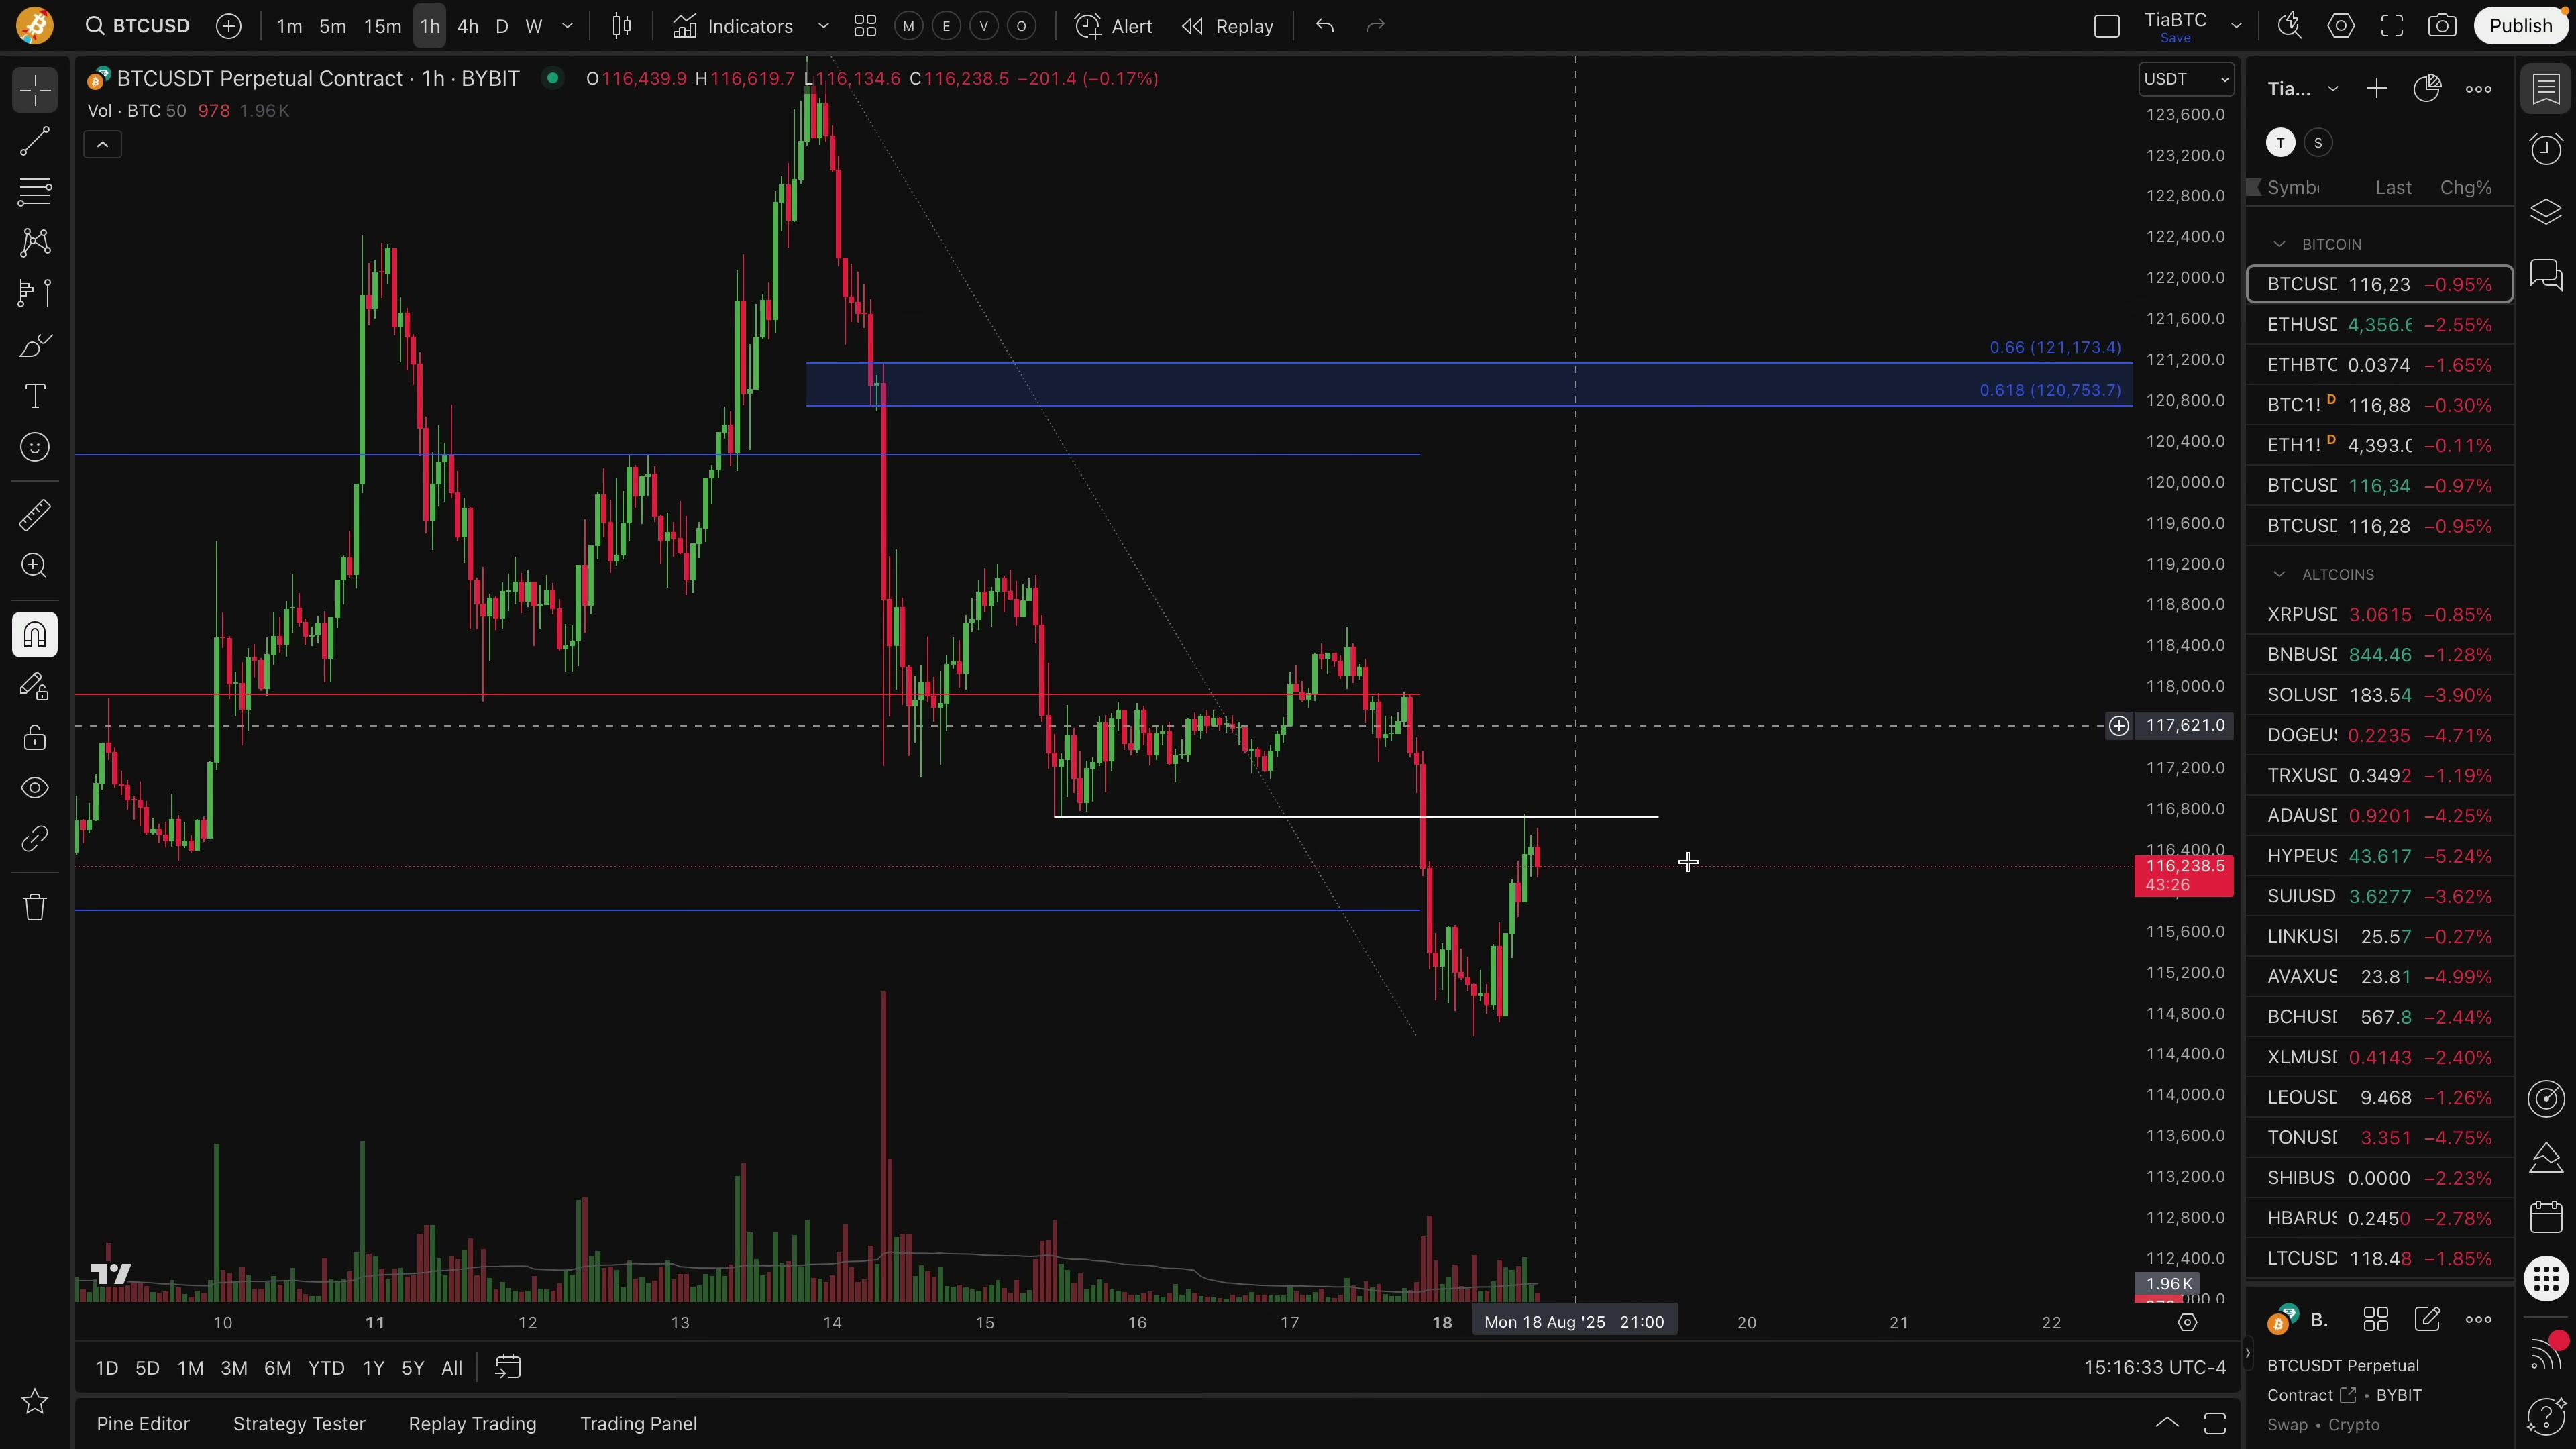 BTCUSD 1m 5m 15m 1h 4h D W Indicators M E V O Alert Replay TiaBTC Save Publish
BTCUSDT Perpetual Contract · 1h · BYBIT O116,439.9 H116,619.7 L116,134.6 C116,238.5 −201.4 (−0.17%)
Vol · BTC 50 978 1.96K
USDT
123,600.0
123,200.0
122,800.0
122,400.0
122,000.0
121,600.0
121,200.0
120,800.0
120,400.0
120,000.0
119,600.0
119,200.0
118,800.0
118,400.0
118,000.0
117,621.0
117,200.0
116,800.0
116,400.0
116,238.5
43:26
115,600.0
115,200.0
114,800.0
114,400.0
114,000.0
113,600.0
113,200.0
112,800.0
112,400.0
1.96K
0.66 (121,173.4)
0.618 (120,753.7)
10 11 12 13 14 15 16 17 18 Mon 18 Aug '25 21:00 20 21 22
1D 5D 1M 3M 6M YTD 1Y 5Y All 15:16:33 UTC-4
Pine Editor Strategy Tester Replay Trading Trading Panel
Tia...
T S
Last Chg%
BITCOIN
BTCUSD 116,23 −0.95%
ETHUSD 4,356.6 −2.55%
ETHBTC 0.0374 −1.65%
BTC1! D 116,88 −0.30%
ETH1! D 4,393.0 −0.11%
BTCUSD 116,34 −0.97%
BTCUSD 116,28 −0.95%
ALTCOINS
XRPUSD 3.0615 −0.85%
BNBUSD 844.46 −1.28%
SOLUSD 183.54 −3.90%
DOGEUS 0.2235 −4.71%
TRXUSD 0.3492 −1.19%
ADAUSD 0.9201 −4.25%
HYPEUS 43.617 −5.24%
SUIUSD 3.6277 −3.62%
LINKUSI 25.57 −0.27%
AVAXUS 23.81 −4.99%
BCHUSD 567.8 −2.44%
XLMUSD 0.4143 −2.40%
LEOUSD 9.468 −1.26%
TONUSD 3.351 −4.75%
SHIBUS 0.0000 −2.23%
HBARUS 0.2450 −2.78%
LTCUSD 118.48 −1.85%
B.
BTCUSDT Perpetual
Contract • BYBIT
Swap • Crypto